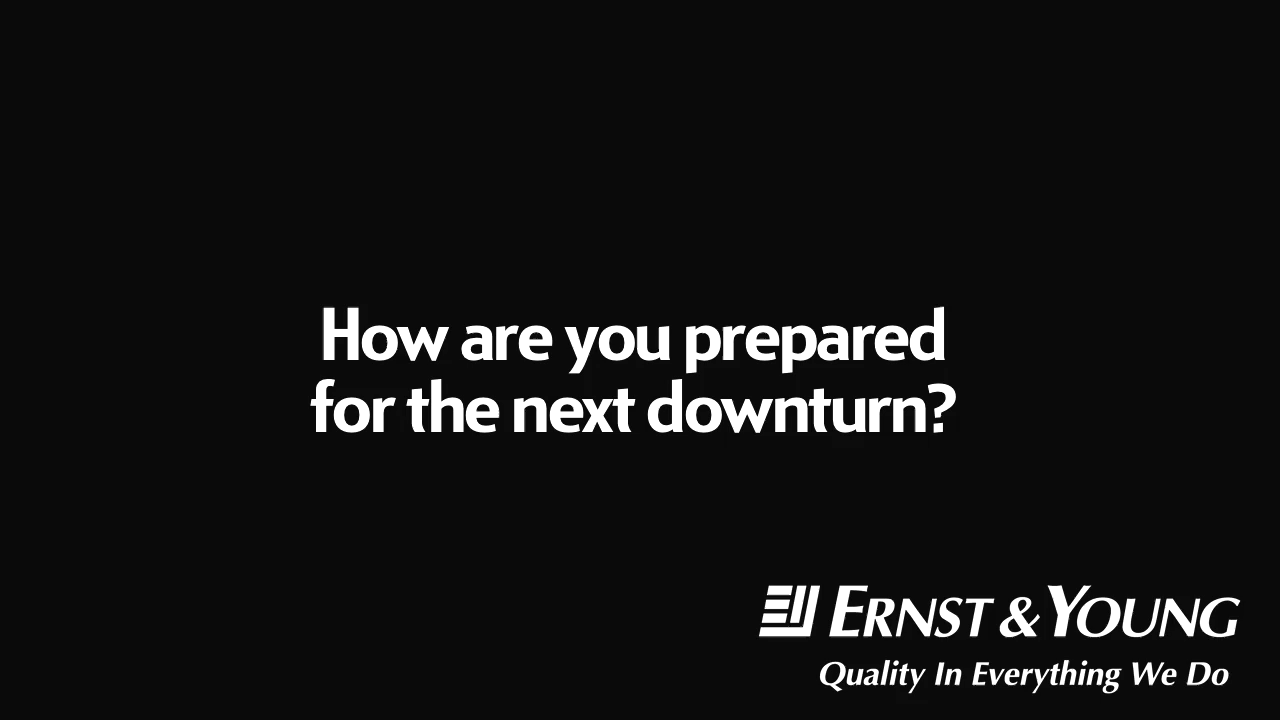 How are you prepared
for the next downturn?
ERNST & YOUNG
Quality In Everything We Do